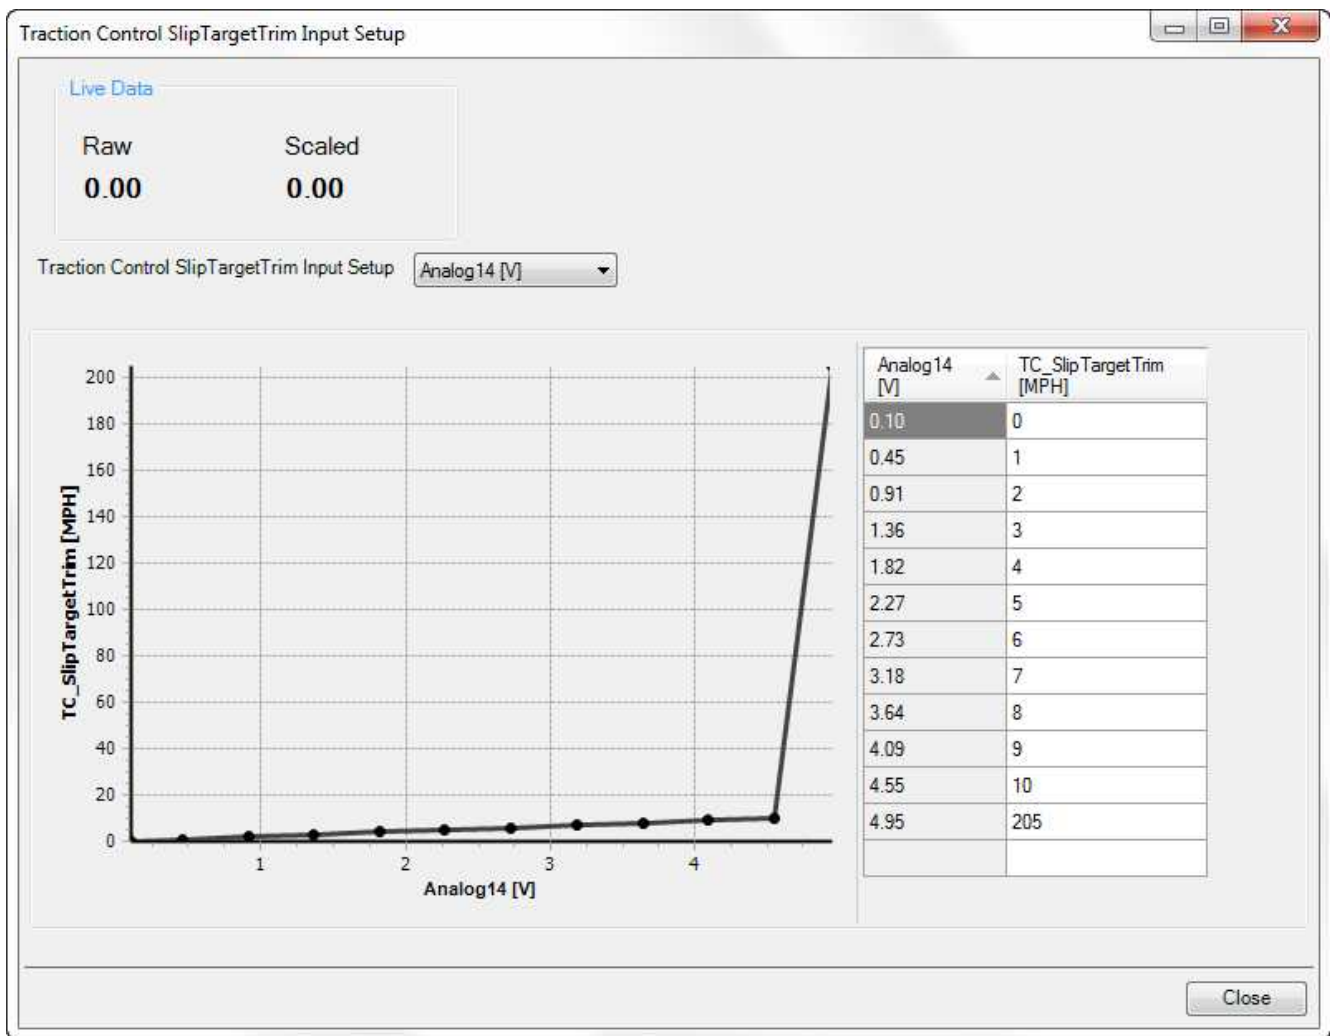 Traction Control SlipTargetTrim Input Setup
Live Data
Raw Scaled
0.00 0.00
Traction Control SlipTargetTrim Input Setup Analog14 [V]
TC_SlipTargetTrim [MPH]
200
180
160
140
120
100
80
60
40
20
0
1 2 3 4
Analog14 [V]
Analog14 [V] TC_SlipTargetTrim [MPH]
0.10 0
0.45 1
0.91 2
1.36 3
1.82 4
2.27 5
2.73 6
3.18 7
3.64 8
4.09 9
4.55 10
4.95 205
Close